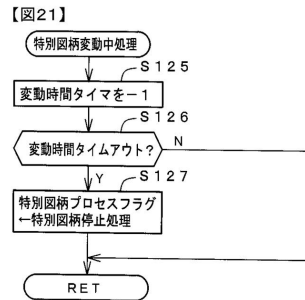 【図21】
特別図柄変動中処理
S125
変動時間タイマを-1
S126
変動時間タイムアウト?
N
Y
S127
特別図柄プロセスフラグ
←特別図柄停止処理
RET